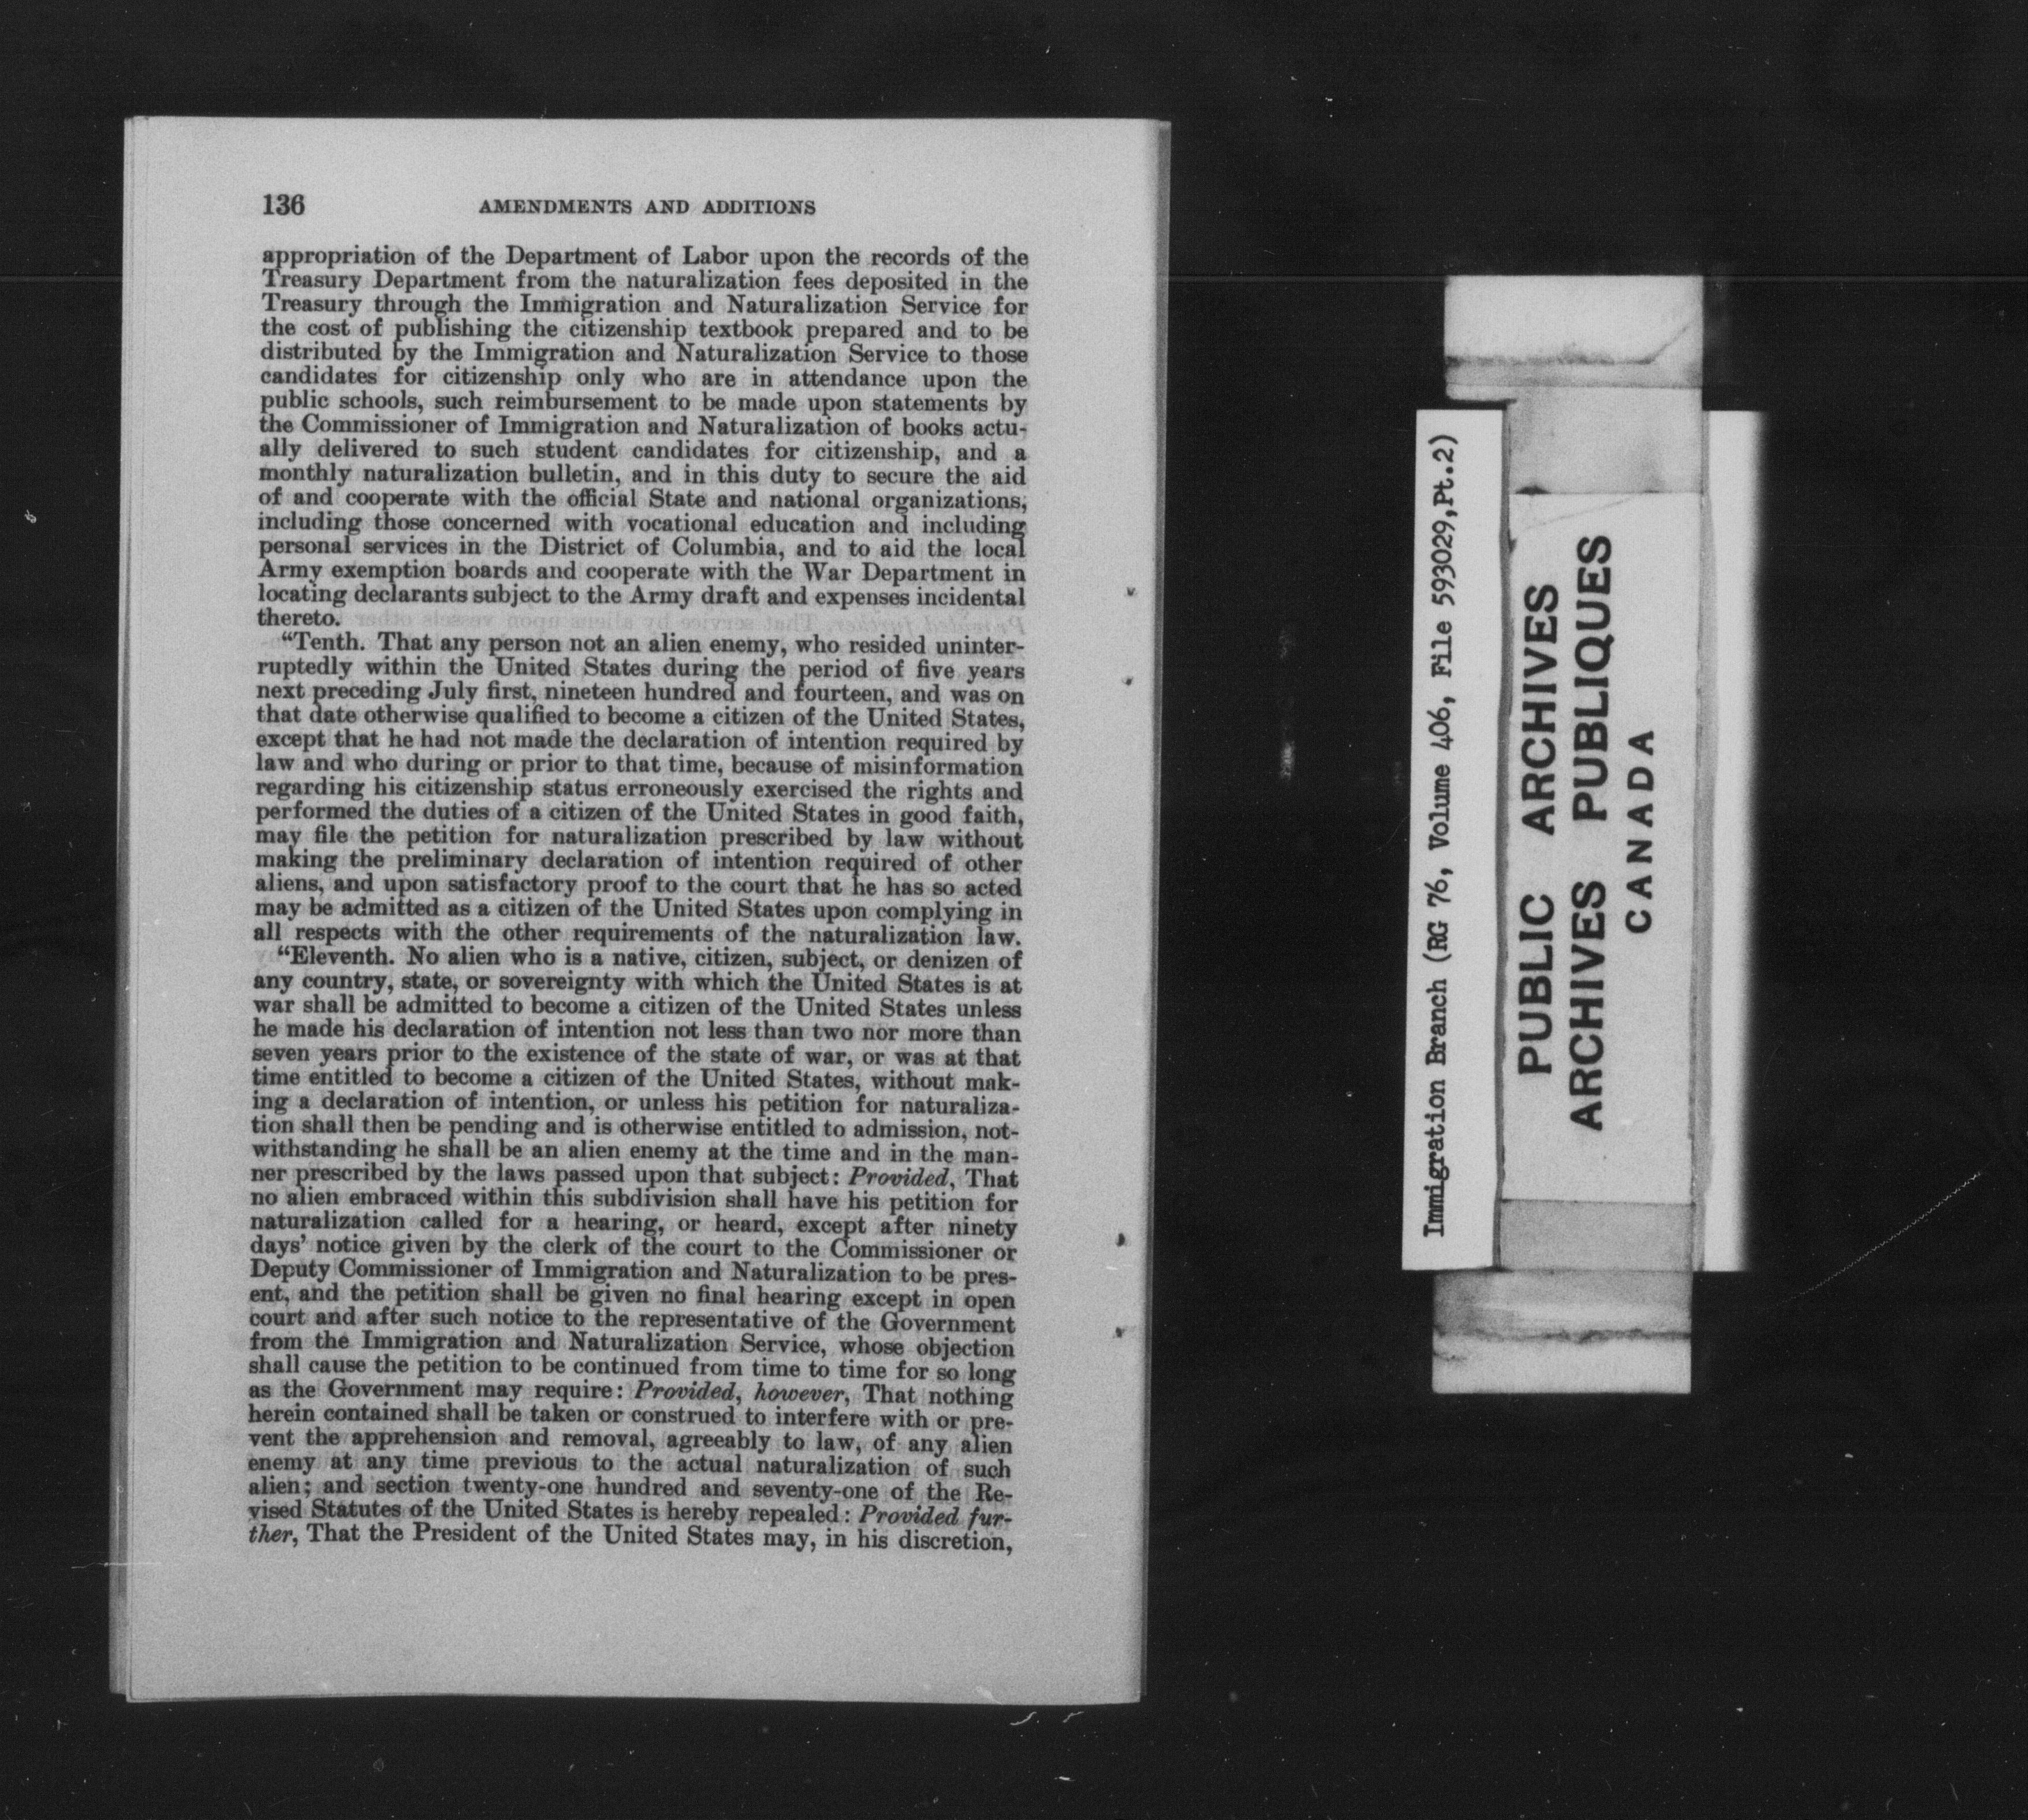 136
AMENDMENTS AND ADDITIONS
appropriation of the Department of Labor upon the records of the
Treasury Department from the naturalization fees deposited in the
Treasury through the Immigration and Naturalization Service for
the cost of publishing the citizenship textbook prepared and to be
distributed by the Immigration and Naturalization Service to those
candidates for citizenship only who are in attendance upon the
public schools, such reimbursement to be made upon statements by
the Commissioner of Immigration and Naturalization of books actu-
ally delivered to such student candidates for citizenship, and a
monthly naturalization bulletin, and in this duty to secure the aid
of and cooperate with the official State and national organizations,
including those concerned with vocational education and including
personal services in the District of Columbia, and to aid the local
Army exemption boards and cooperate with the War Department in
locating declarants subject to the Army draft and expenses incidental
thereto.
"Tenth. That any person not an alien enemy, who resided uninter-
ruptedly within the United States during the period of five years
next preceding July first, nineteen hundred and fourteen, and was on
that date otherwise qualified to become a citizen of the United States,
except that he had not made the declaration of intention required by
law and who during or prior to that time, because of misinformation
regarding his citizenship status erroneously exercised the rights and
performed the duties of a citizen of the United States in good faith,
may file the petition for naturalization prescribed by law without
making the preliminary declaration of intention required of other
aliens, and upon satisfactory proof to the court that he has so acted
may be admitted as a citizen of the United States upon complying in
all respects with the other requirements of the naturalization law.
"Eleventh. No alien who is a native, citizen, subject, or denizen of
any country, state, or sovereignty with which the United States is at
war shall be admitted to become a citizen of the United States unless
he made his declaration of intention not less than two nor more than
seven years prior to the existence of the state of war, or was at that
time entitled to become a citizen of the United States, without mak-
ing a declaration of intention, or unless his petition for naturaliza-
tion shall then be pending and is otherwise entitled to admission, not-
withstanding he shall be an alien enemy at the time and in the man-
ner prescribed by the laws passed upon that subject: Provided, That
no alien embraced within this subdivision shall have his petition for
naturalization called for a hearing, or heard, except after ninety
days' notice given by the clerk of the court to the Commissioner or
Deputy Commissioner of Immigration and Naturalization to be pres-
ent, and the petition shall be given no final hearing except in open
court and after such notice to the representative of the Government
from the Immigration and Naturalization Service, whose objection
shall cause the petition to be continued from time to time for so long
as the Government may require: Provided, however, That nothing
herein contained shall be taken or construed to interfere with or pre-
vent the apprehension and removal, agreeably to law, of any alien
enemy at any time previous to the actual naturalization of such
alien; and section twenty-one hundred and seventy-one of the Re-
vised Statutes of the United States is hereby repealed: Provided fur-
ther, That the President of the United States may, in his discretion,
Immigration Branch (RG 76, Volume 406, File 593029,Pt.2)
PUBLIC ARCHIVES
ARCHIVES PUBLIQUES
CANADA